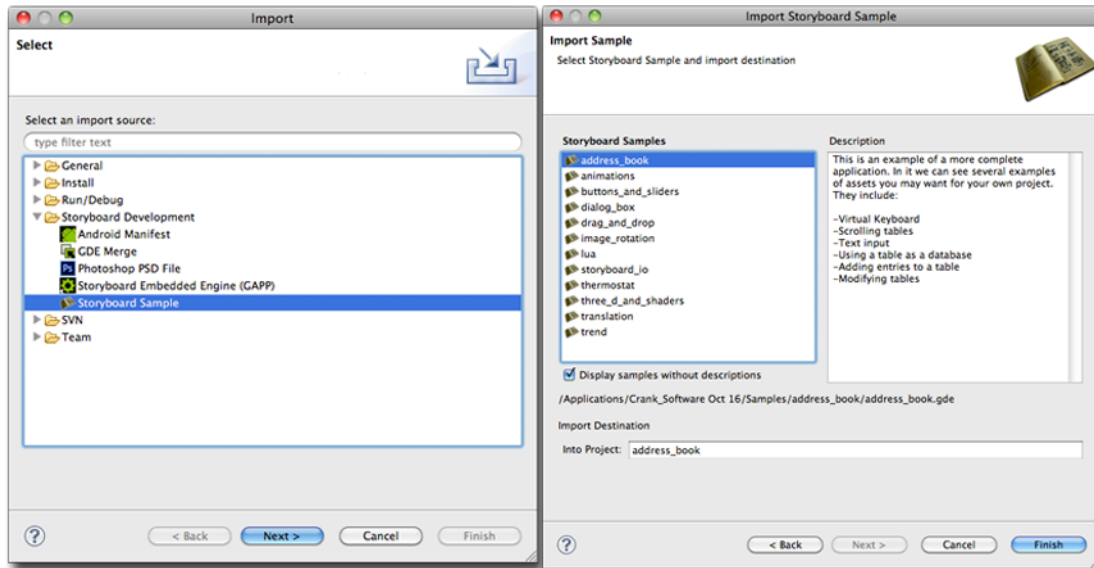 Import
Select
Select an import source:
type filter text
General
Install
Run/Debug
Storyboard Development
Android Manifest
GDE Merge
Photoshop PSD File
Storyboard Embedded Engine (GAPP)
Storyboard Sample
SVN
Team
?
< Back
Next >
Cancel
Finish
Import Storyboard Sample
Import Sample
Select Storyboard Sample and import destination
Storyboard Samples
address_book
animations
buttons_and_sliders
dialog_box
drag_and_drop
image_rotation
lua
storyboard_io
thermostat
three_d_and_shaders
translation
trend
Description
This is an example of a more complete
application. In it we can see several examples
of assets you may want for your own project.
They include:
-Virtual Keyboard
-Scrolling tables
-Text input
-Using a table as a database
-Adding entries to a table
-Modifying tables
Display samples without descriptions
/Applications/Crank_Software Oct 16/Samples/address_book/address_book.gde
Import Destination
Into Project: address_book
?
< Back
Next >
Cancel
Finish